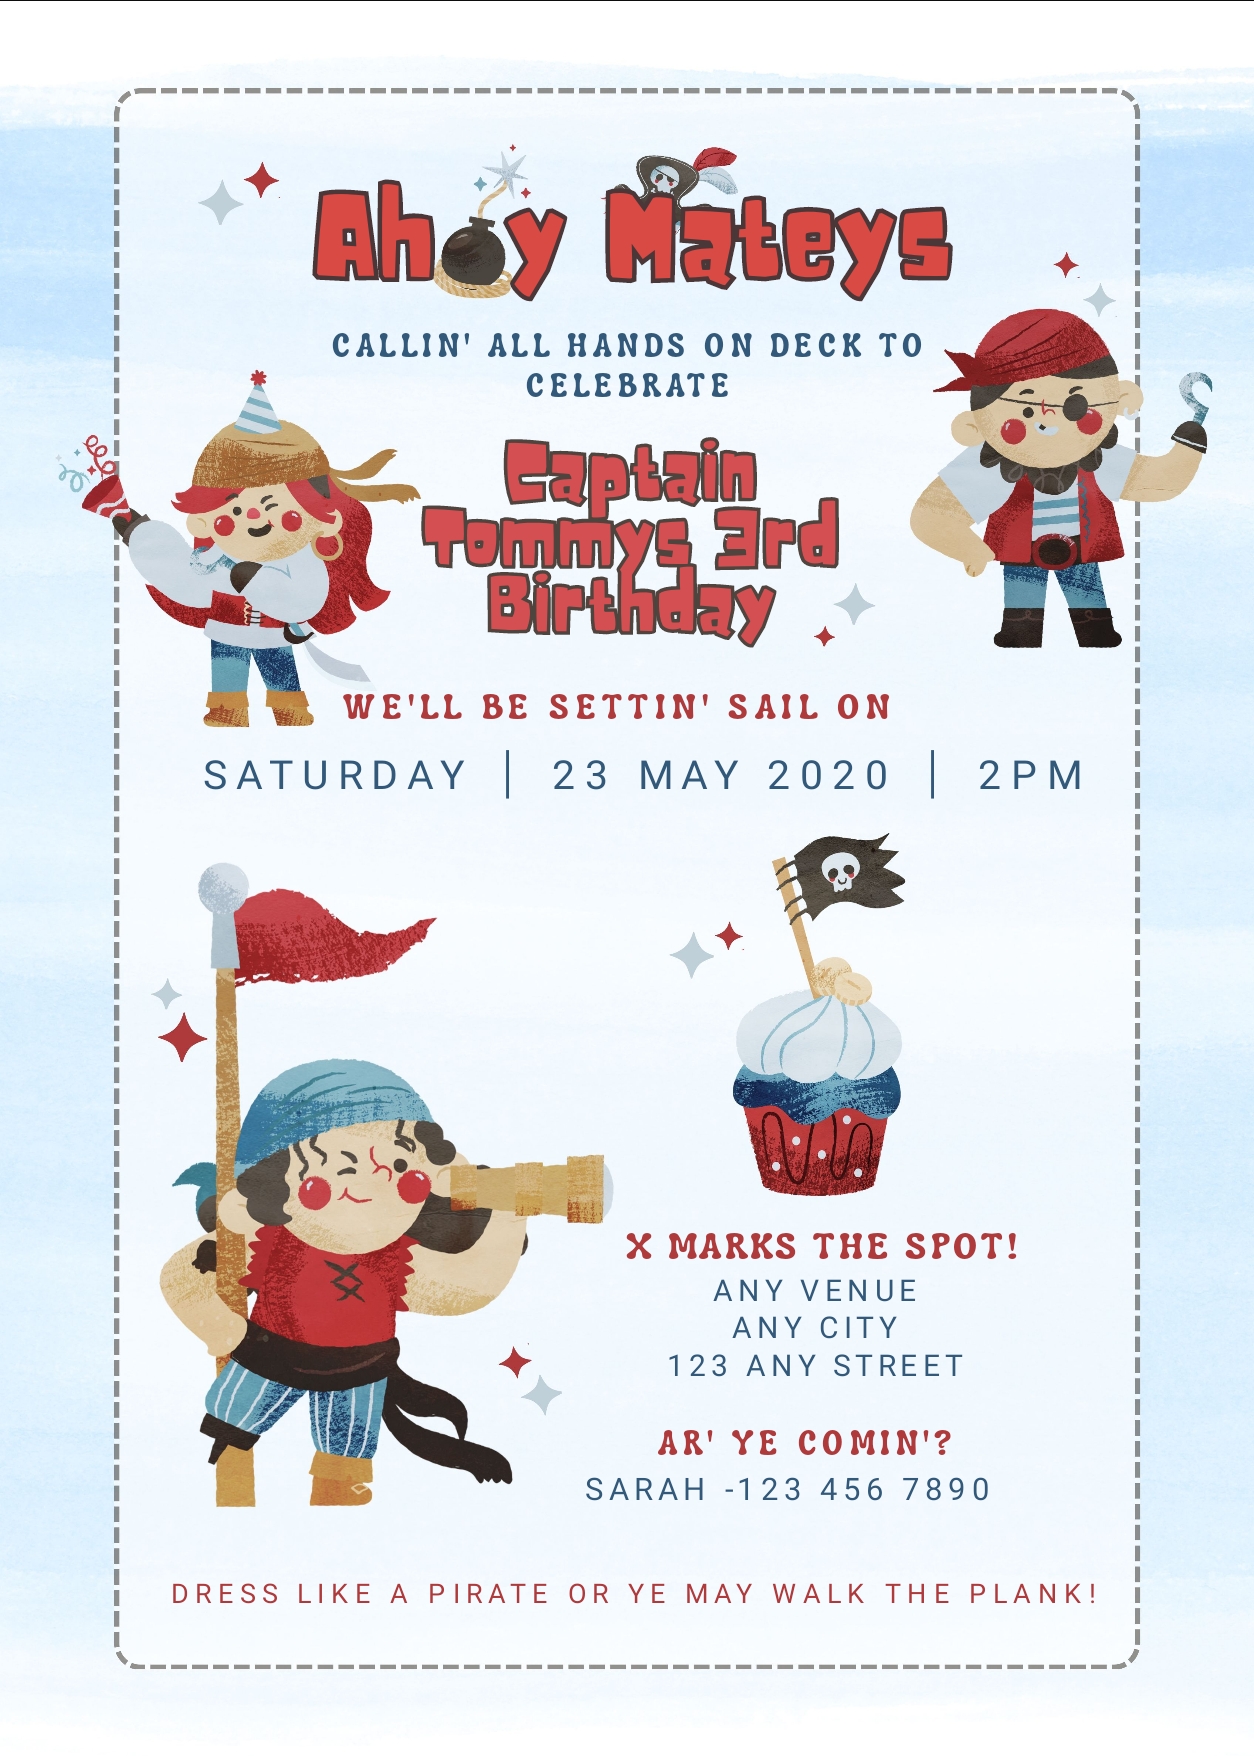 Ahoy Mateys
CALLIN' ALL HANDS ON DECK TO
CELEBRATE
Captain
Tommys 3rd
Birthday
WE'LL BE SETTIN' SAIL ON
SATURDAY | 23 MAY 2020 | 2PM
X MARKS THE SPOT!
ANY VENUE
ANY CITY
123 ANY STREET
AR' YE COMIN'?
SARAH -123 456 7890
DRESS LIKE A PIRATE OR YE MAY WALK THE PLANK!